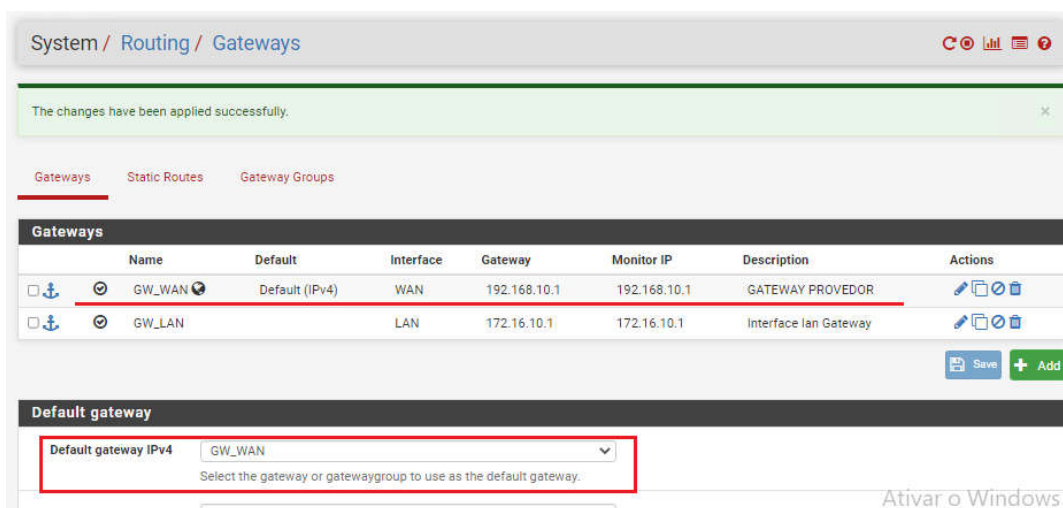 System / Routing / Gateways
The changes have been applied successfully. ×
Gateways Static Routes Gateway Groups
Gateways
Name Default Interface Gateway Monitor IP Description Actions
GW_WAN Default (IPv4) WAN 192.168.10.1 192.168.10.1 GATEWAY PROVEDOR
GW_LAN LAN 172.16.10.1 172.16.10.1 Interface lan Gateway
Save + Add
Default gateway
Default gateway IPv4 GW_WAN
Select the gateway or gatewaygroup to use as the default gateway.
Ativar o Windows